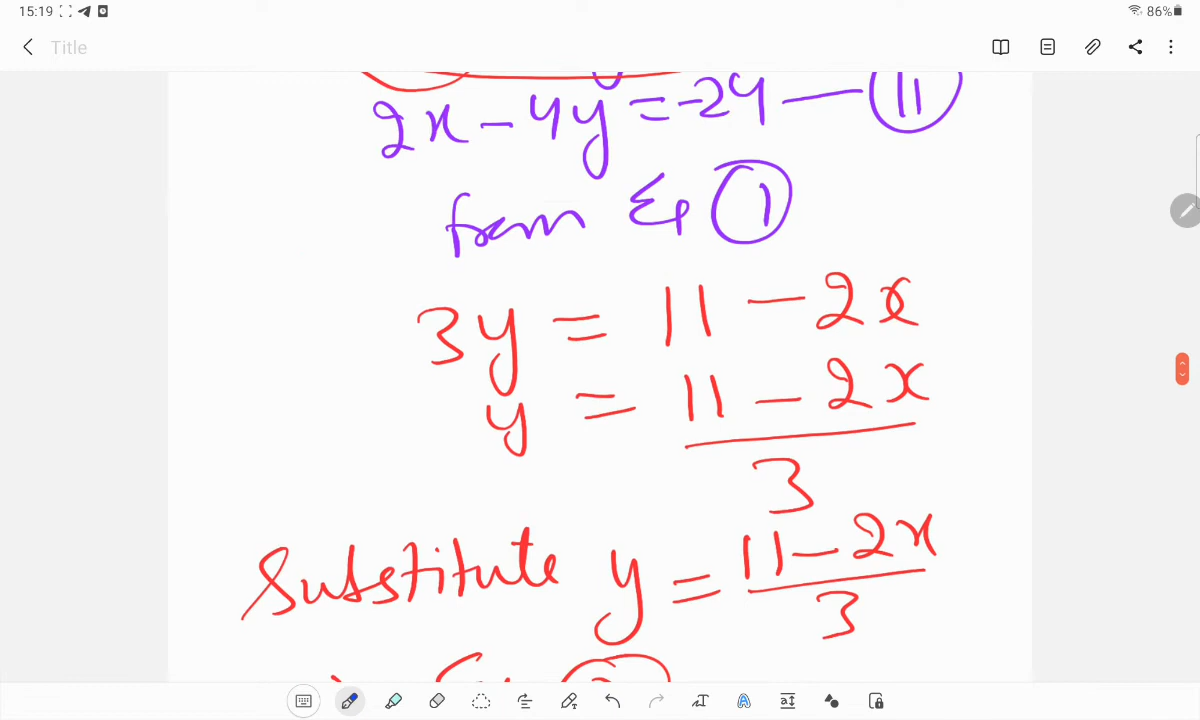 15:19 86%
Title
2x - 4y = -24 — 11
from Eq 1
3y = 11 - 2x
y = 11 - 2x
3
Substitute y = 11 - 2x
3